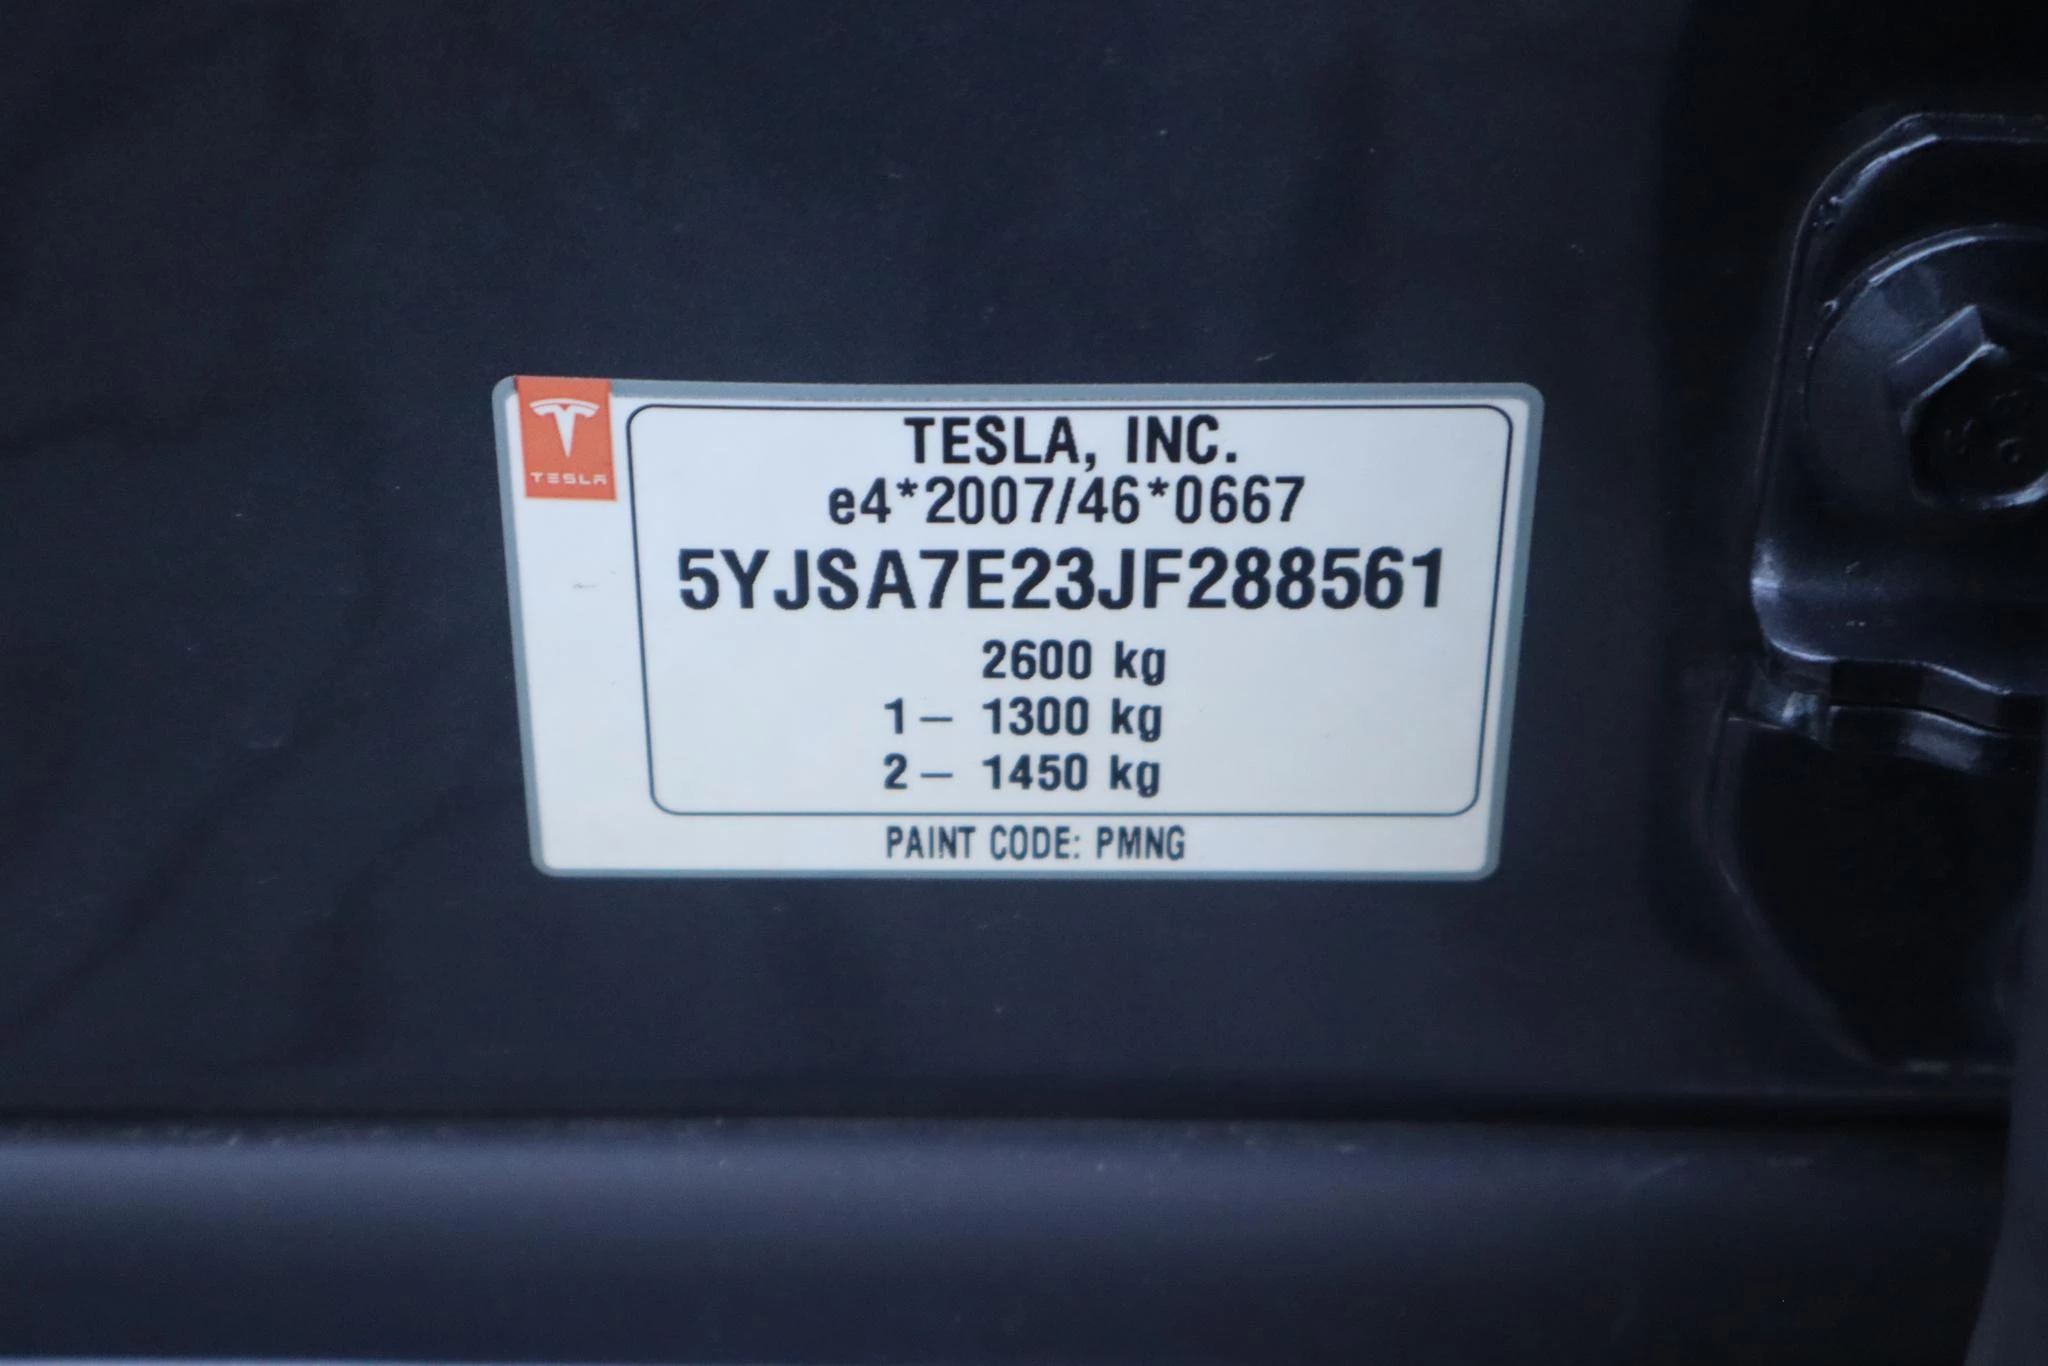 TESLA
TESLA, INC.
e4*2007/46*0667
5YJSA7E23JF288561
2600 kg
1 – 1300 kg
2 – 1450 kg
PAINT CODE: PMNG